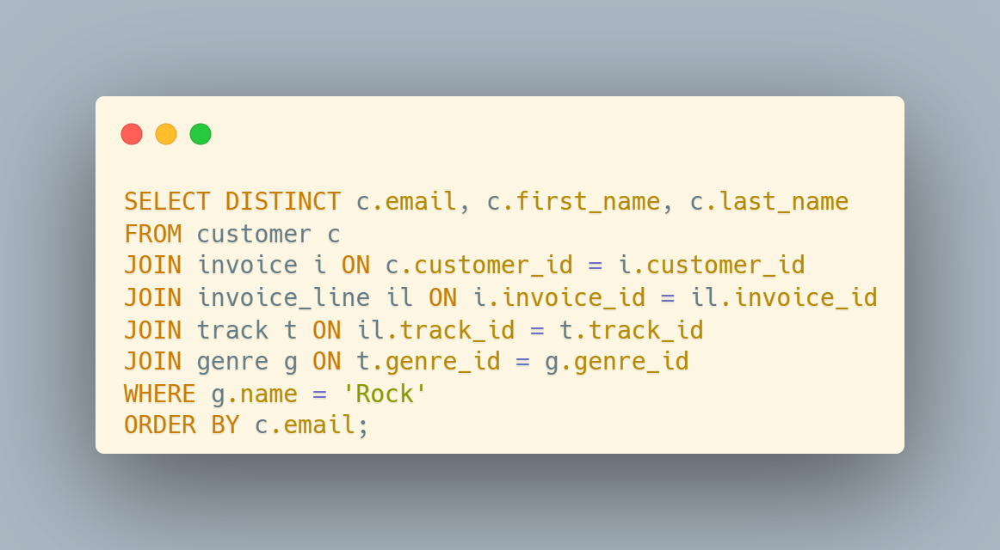 SELECT DISTINCT c.email, c.first_name, c.last_name
FROM customer c
JOIN invoice i ON c.customer_id = i.customer_id
JOIN invoice_line il ON i.invoice_id = il.invoice_id
JOIN track t ON il.track_id = t.track_id
JOIN genre g ON t.genre_id = g.genre_id
WHERE g.name = 'Rock'
ORDER BY c.email;